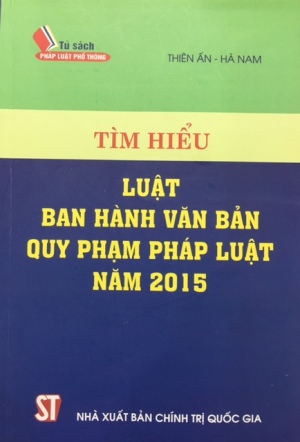 Tủ sách
PHÁP LUẬT PHỔ THÔNG
THIÊN ẤN - HÀ NAM
TÌM HIỂU
LUẬT
BAN HÀNH VĂN BẢN
QUY PHẠM PHÁP LUẬT
NĂM 2015
ST
NHÀ XUẤT BẢN CHÍNH TRỊ QUỐC GIA